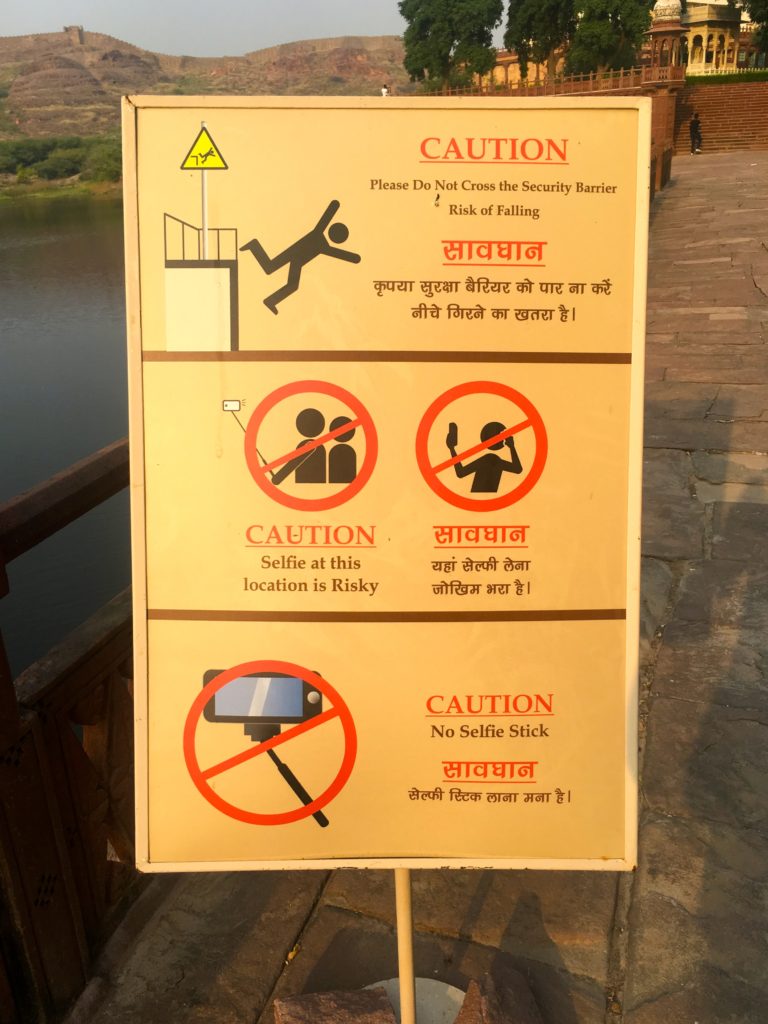 CAUTION
Please Do Not Cross the Security Barrier
Risk of Falling
सावधान
कृपया सुरक्षा बैरियर को पार ना करें
नीचे गिरने का खतरा है।
CAUTION
Selfie at this
location is Risky
सावधान
यहां सेल्फी लेना
जोखिम भरा है।
CAUTION
No Selfie Stick
सावधान
सेल्फी स्टिक लाना मना है।